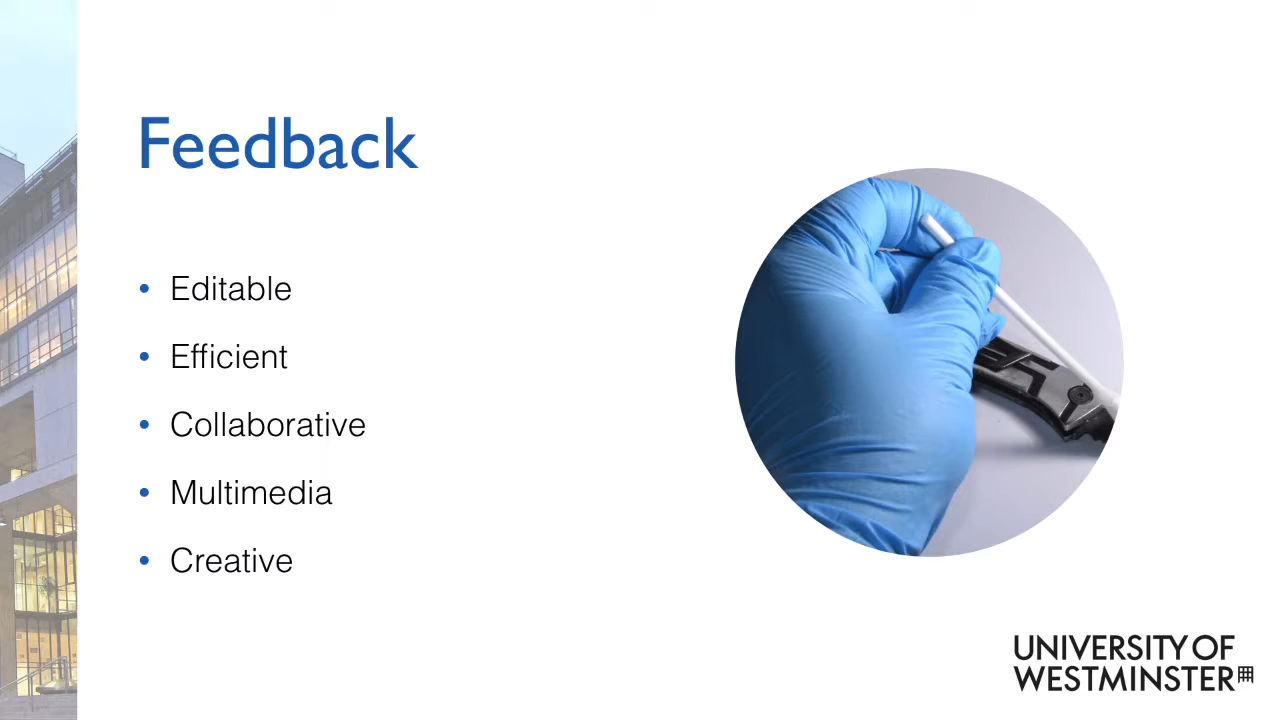 Feedback
• Editable
• Efficient
• Collaborative
• Multimedia
• Creative
UNIVERSITY OF
WESTMINSTER